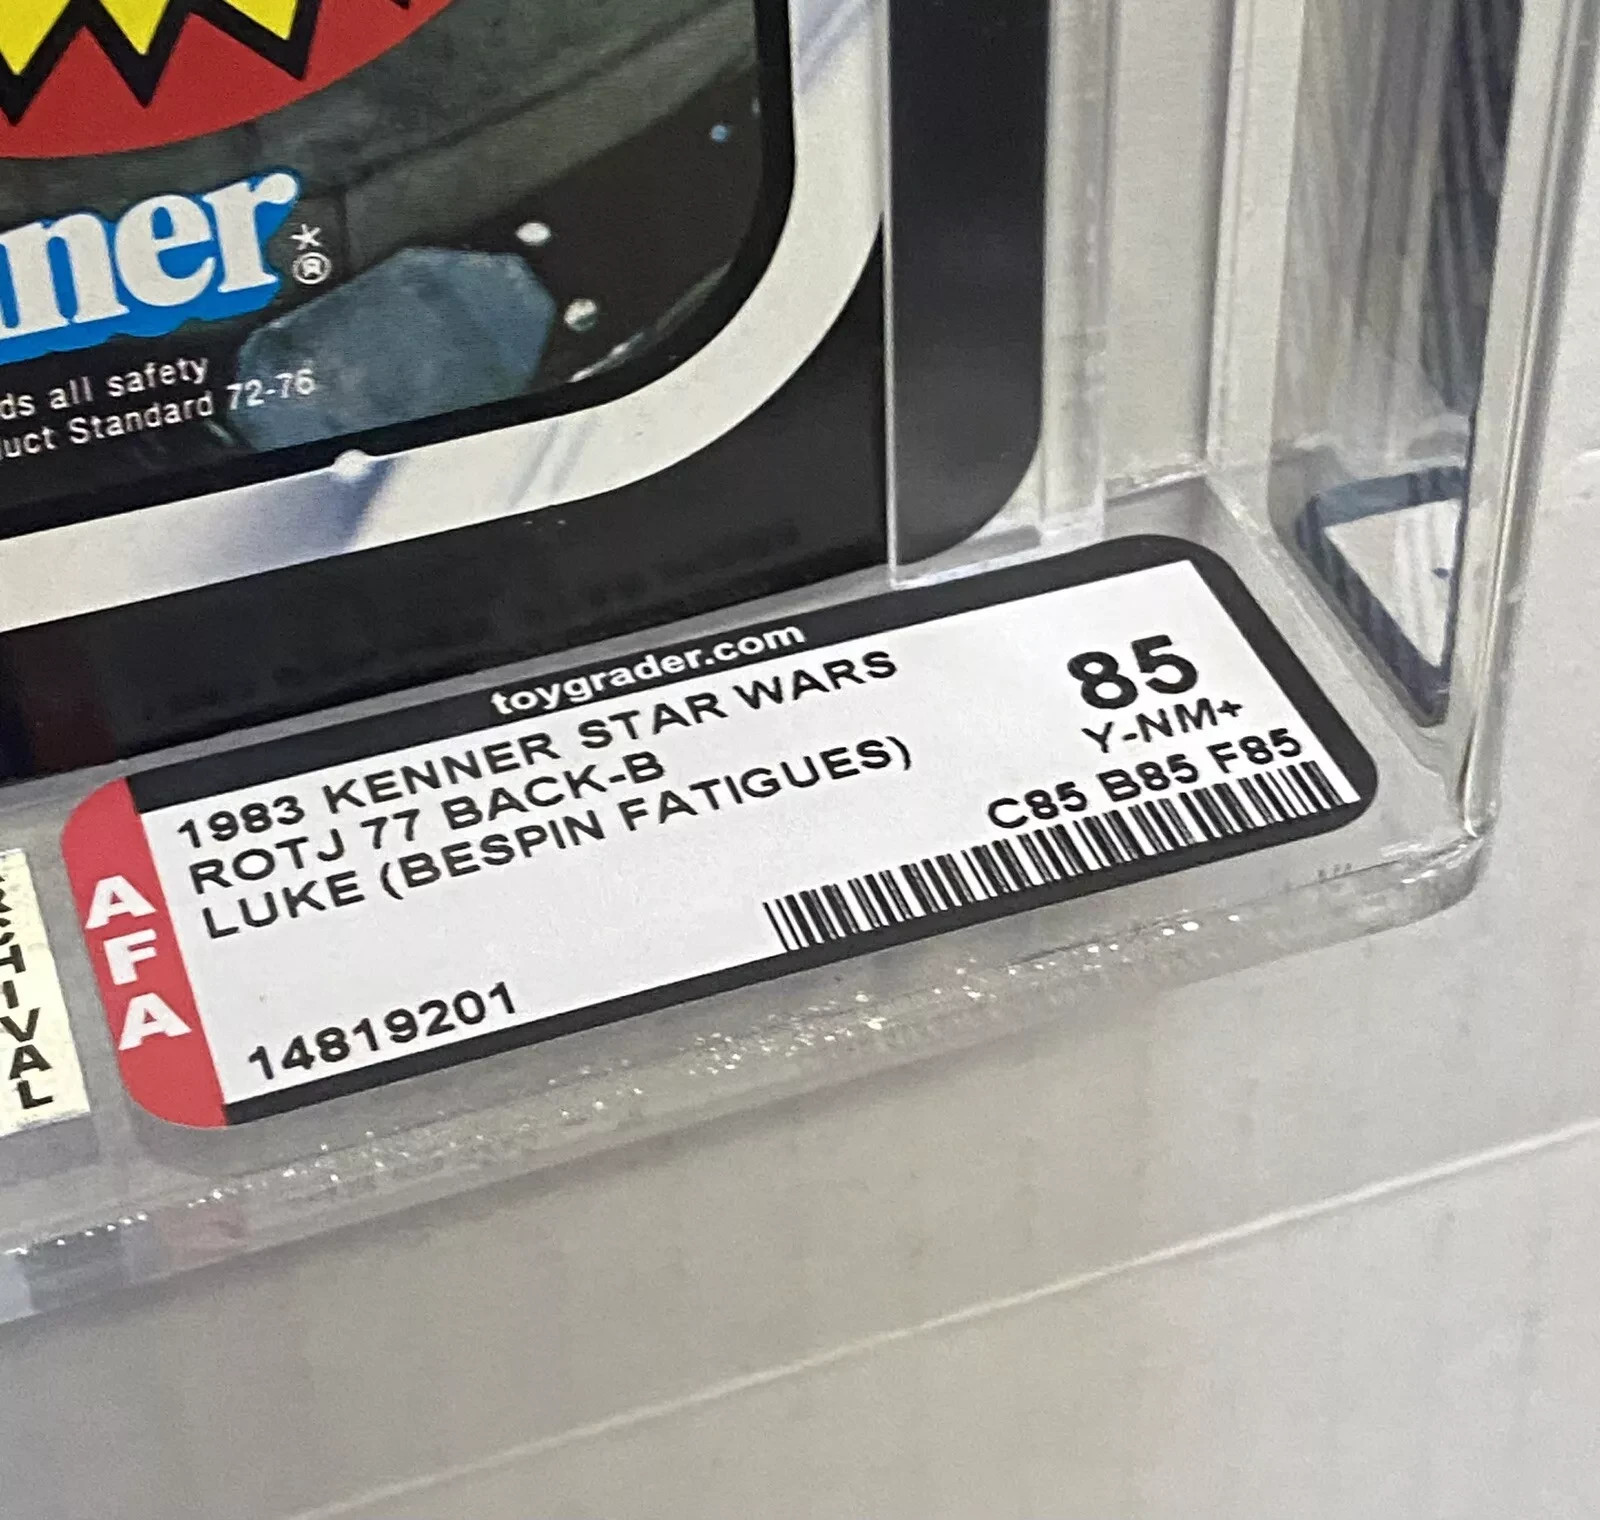 ner
*
®
ds all safety
uct Standard 72-76
toygrader.com
1983 KENNER STAR WARS
ROTJ 77 BACK-B
LUKE (BESPIN FATIGUES)
85
Y-NM+
C85 B85 F85
14819201
AFA
CHIVAL